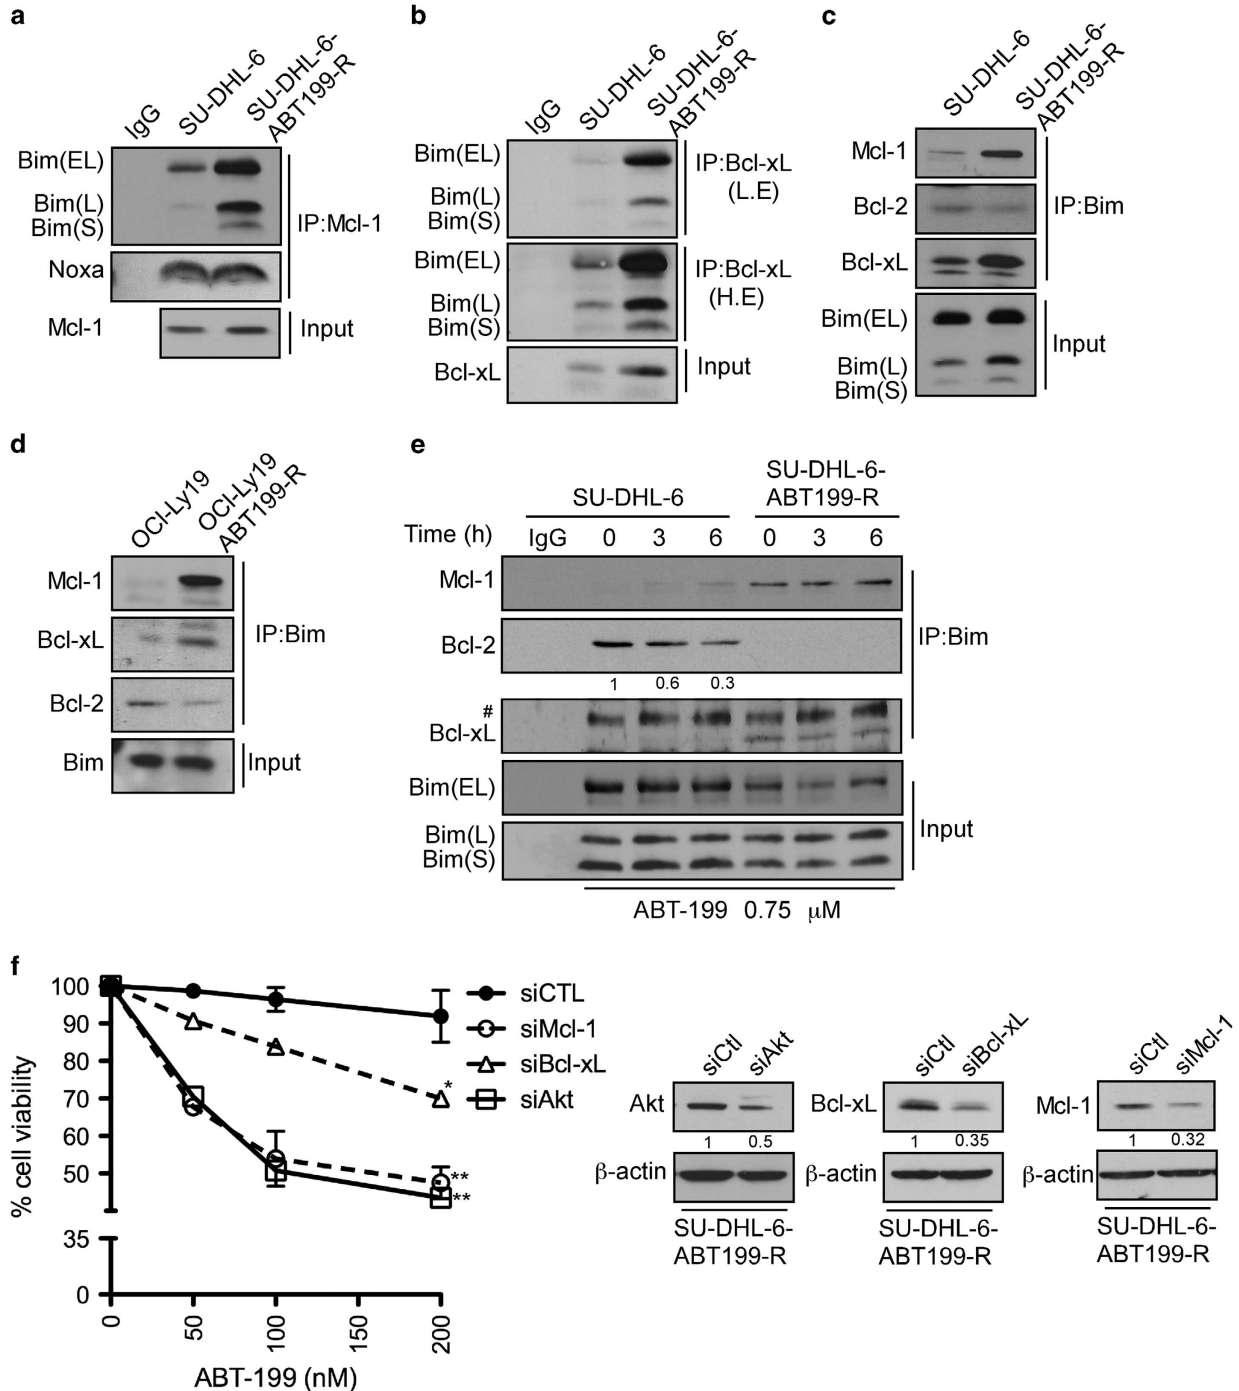 a
IgG
SU-DHL-6
SU-DHL-6-
ABT199-R
Bim(EL)
Bim(L)
Bim(S)
IP:Mcl-1
Noxa
Mcl-1
Input
b
IgG
SU-DHL-6
SU-DHL-6-
ABT199-R
Bim(EL)
Bim(L)
Bim(S)
IP:Bcl-xL
(L.E)
Bim(EL)
Bim(L)
Bim(S)
IP:Bcl-xL
(H.E)
Bcl-xL
Input
c
SU-DHL-6
SU-DHL-6-
ABT199-R
Mcl-1
Bcl-2
IP:Bim
Bcl-xL
Bim(EL)
Bim(L)
Bim(S)
Input
d
OCI-Ly19
OCI-Ly19
ABT199-R
Mcl-1
Bcl-xL
IP:Bim
Bcl-2
Bim
Input
e
SU-DHL-6
SU-DHL-6-
ABT199-R
Time (h) IgG 0 3 6 0 3 6
Mcl-1
Bcl-2
IP:Bim
1 0.6 0.3
#
Bcl-xL
Bim(EL)
Bim(L)
Bim(S)
Input
ABT-199 0.75 μM
f
% cell viability
100
90
80
70
60
50
35
0
0 50 100 150 200
ABT-199 (nM)
*
**
**
siCTL
siMcl-1
siBcl-xL
siAkt
siCtl siAkt
Akt
1 0.5
β-actin
SU-DHL-6-
ABT199-R
siCtl siBcl-xL
Bcl-xL
1 0.35
β-actin
SU-DHL-6-
ABT199-R
siCtl siMcl-1
Mcl-1
1 0.32
β-actin
SU-DHL-6-
ABT199-R